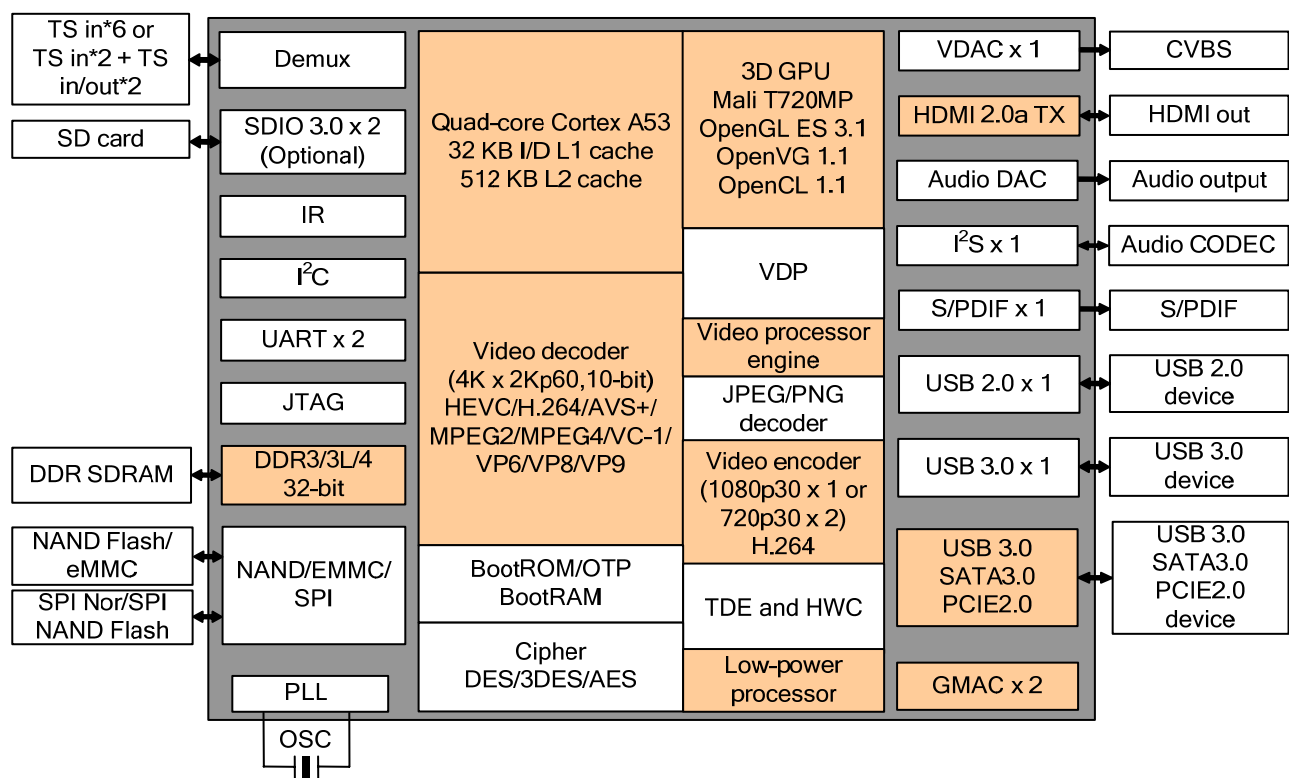 TS in*6 or
TS in*2 + TS
in/out*2
SD card
DDR SDRAM
NAND Flash/
eMMC
SPI Nor/SPI
NAND Flash
Demux
SDIO 3.0 x 2
(Optional)
IR
I²C
UART x 2
JTAG
DDR3/3L/4
32-bit
NAND/EMMC/
SPI
PLL
OSC
Quad-core Cortex A53
32 KB I/D L1 cache
512 KB L2 cache
Video decoder
(4K x 2Kp60,10-bit)
HEVC/H.264/AVS+/
MPEG2/MPEG4/VC-1/
VP6/VP8/VP9
BootROM/OTP
BootRAM
Cipher
DES/3DES/AES
3D GPU
Mali T720MP
OpenGL ES 3.1
OpenVG 1.1
OpenCL 1.1
VDP
Video processor
engine
JPEG/PNG
decoder
Video encoder
(1080p30 x 1 or
720p30 x 2)
H.264
TDE and HWC
Low-power
processor
VDAC x 1
HDMI 2.0a TX
Audio DAC
I²S x 1
S/PDIF x 1
USB 2.0 x 1
USB 3.0 x 1
USB 3.0
SATA3.0
PCIE2.0
GMAC x 2
CVBS
HDMI out
Audio output
Audio CODEC
S/PDIF
USB 2.0
device
USB 3.0
device
USB 3.0
SATA3.0
PCIE2.0
device